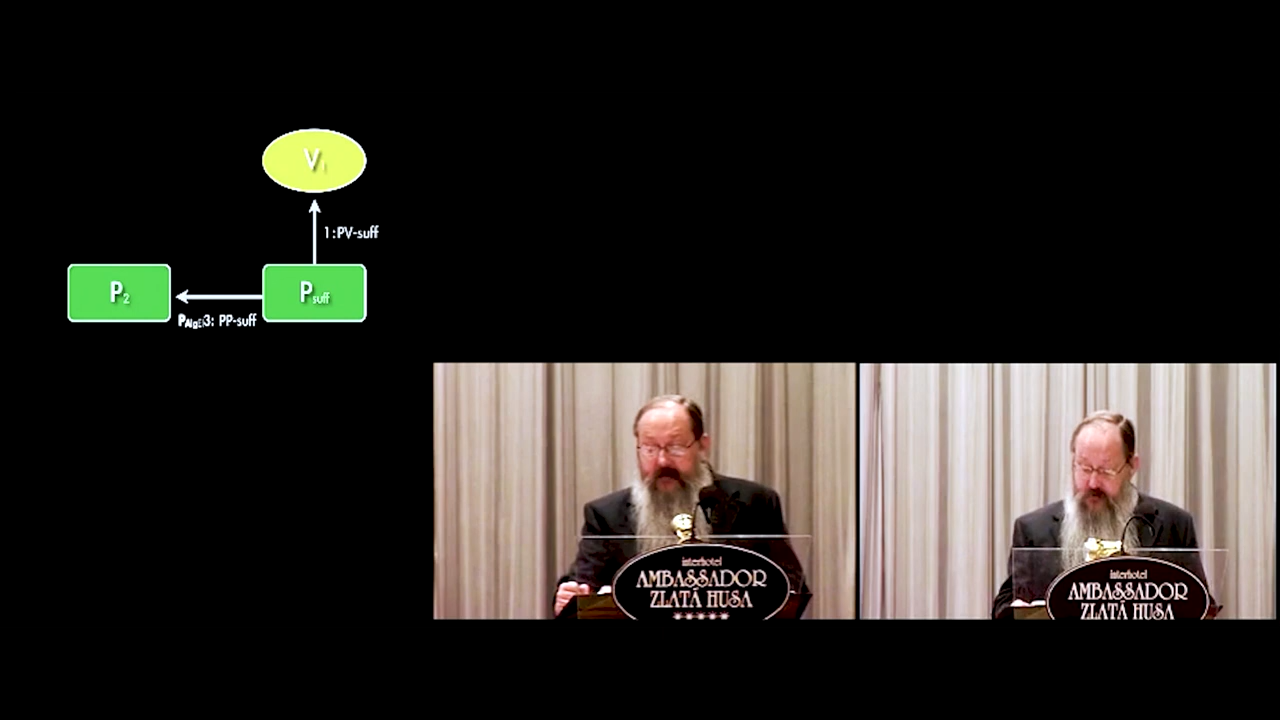 V1
1:PV-suff
P2
Psuff
3: PP-suff
interhotel
AMBASSADOR
ZLATÁ HUSA
interhotel
AMBASSADOR
ZLATÁ HUSA